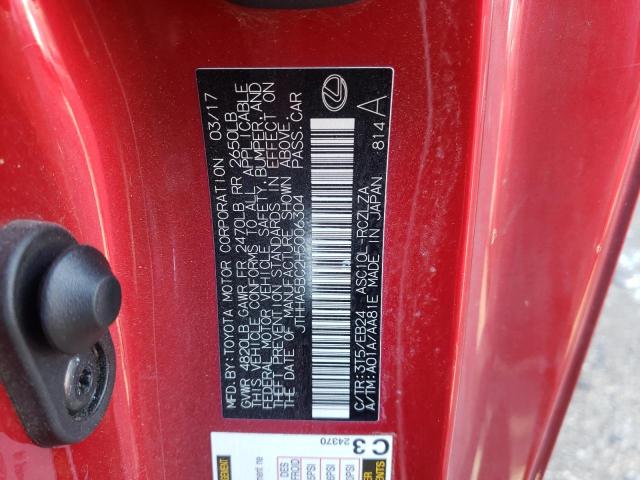 MFD.BY:TOYOTA MOTOR CORPORATION 03/17
GVWR 4820LB GAWR FR 2470LB RR 2650LB
THIS VEHICLE CONFORMS TO ALL APPLICABLE
FEDERAL MOTOR VEHICLE SAFETY, BUMPER, AND
THEFT PREVENTION STANDARDS IN EFFECT ON
THE DATE OF MANUFACTURE SHOWN ABOVE.
PASS.CAR
C/TR:3T5/EB24 ASC10L-RCZLZA
A/TM:A01A/AA81E MADE IN JAPAN 814
A
C3
24370